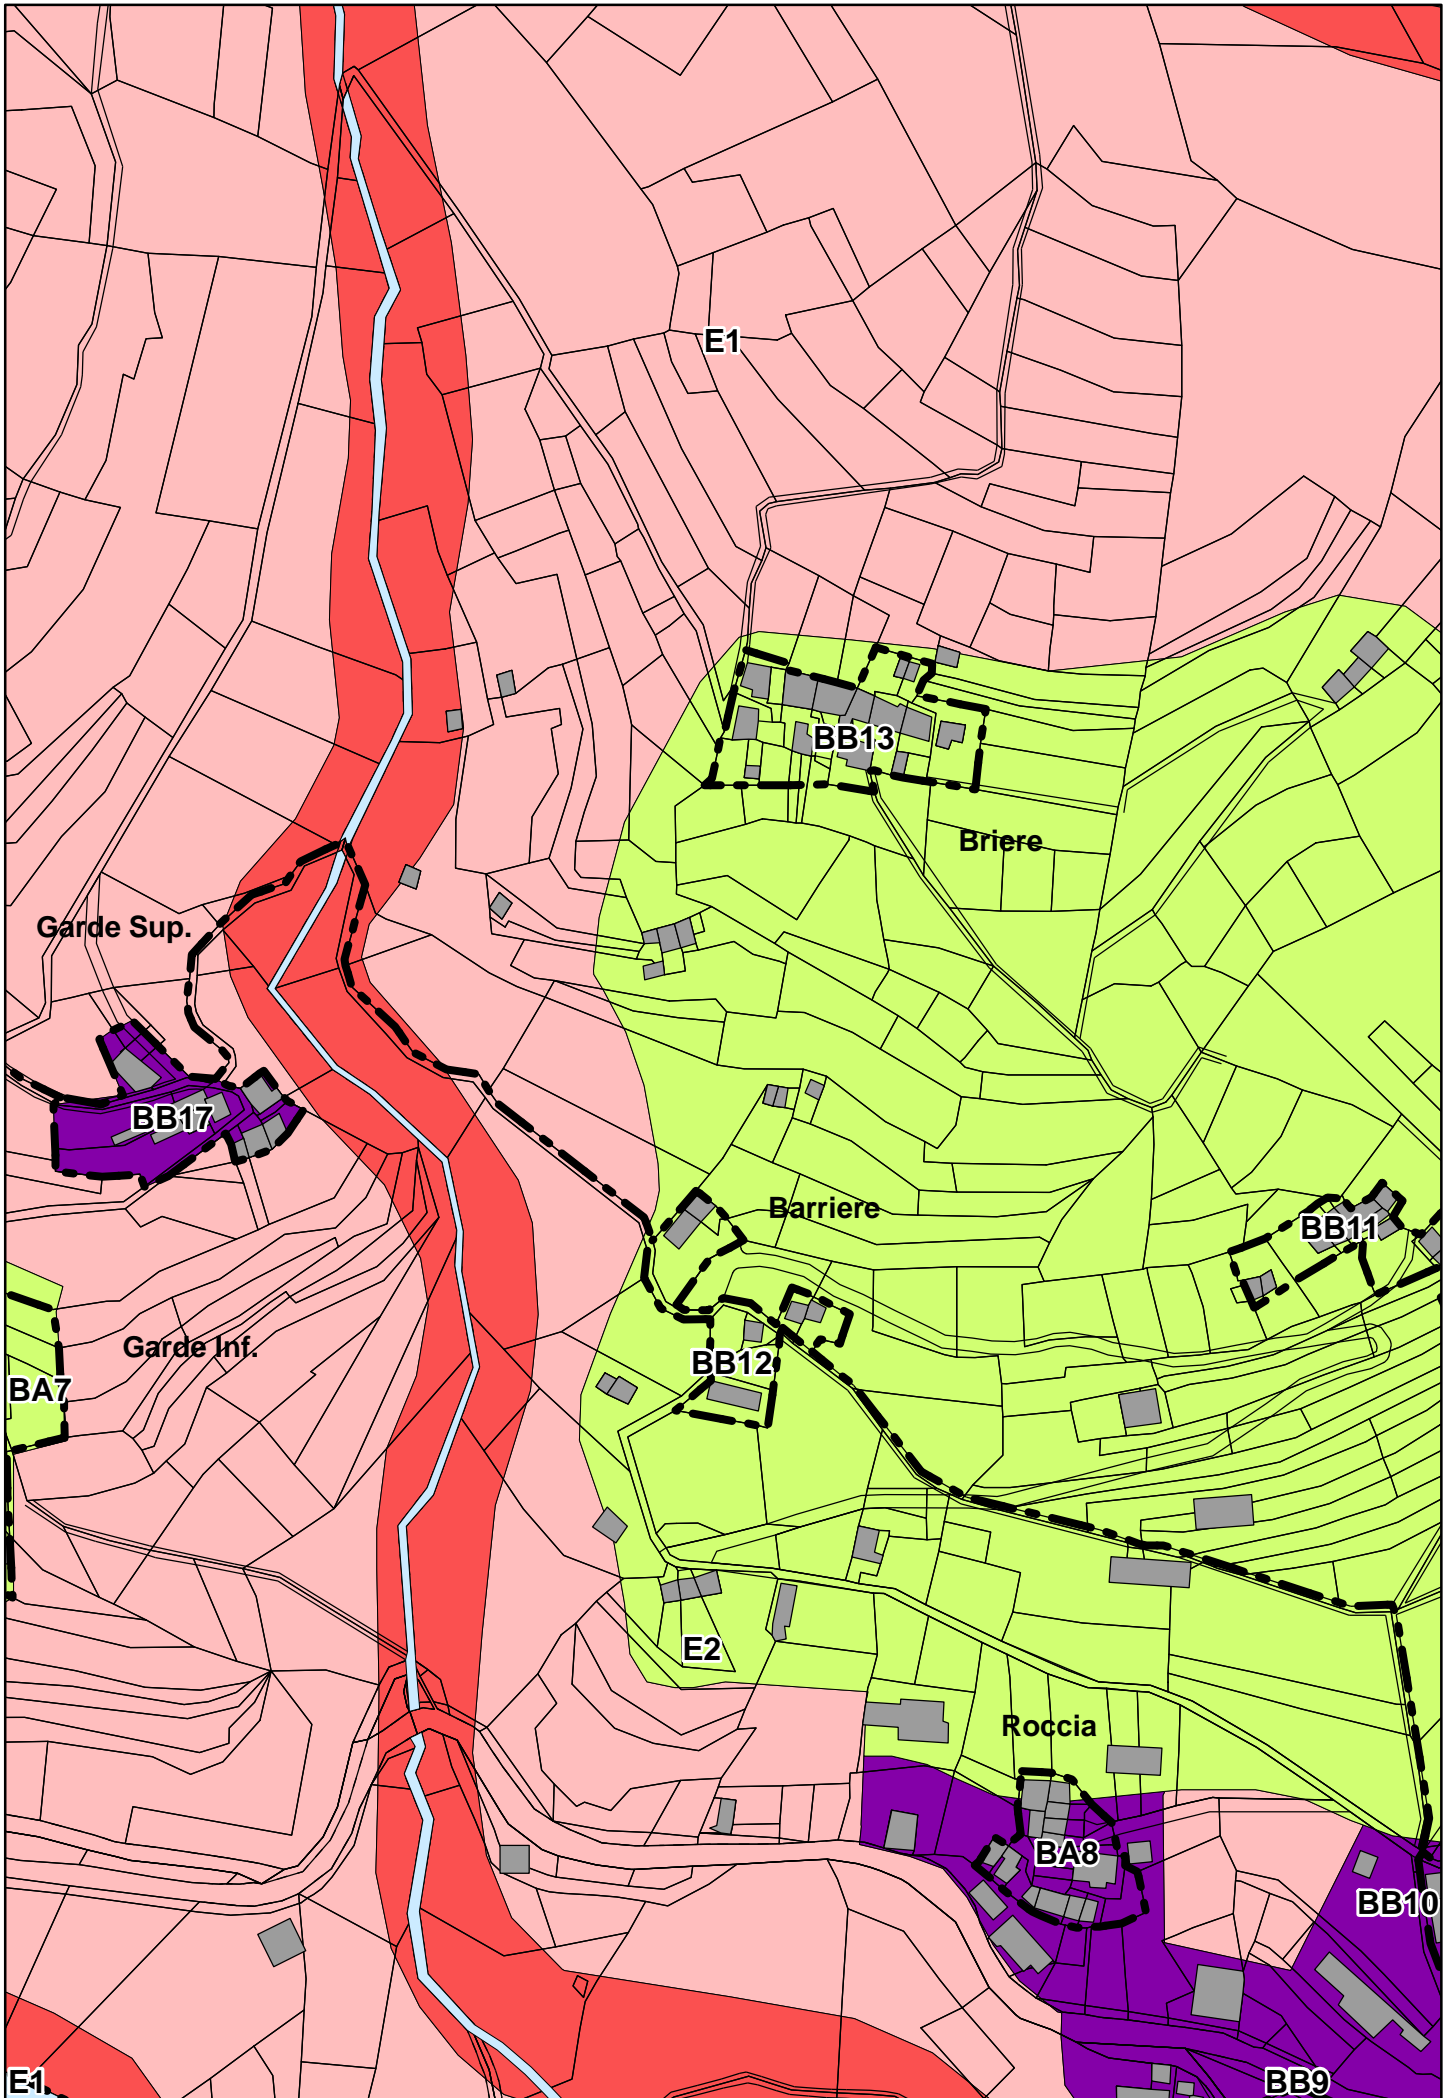 E1
BB13
Briere
Garde Sup.
BB17
Barriere
BB11
Garde Inf.
BB12
BA7
E2
Roccia
BA8
BB10
E1
BB9